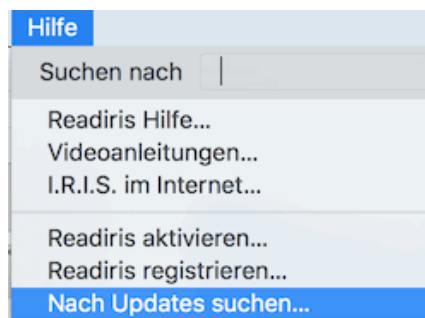 Hilfe
Suchen nach
Readiris Hilfe...
Videoanleitungen...
I.R.I.S. im Internet...
Readiris aktivieren...
Readiris registrieren...
Nach Updates suchen...